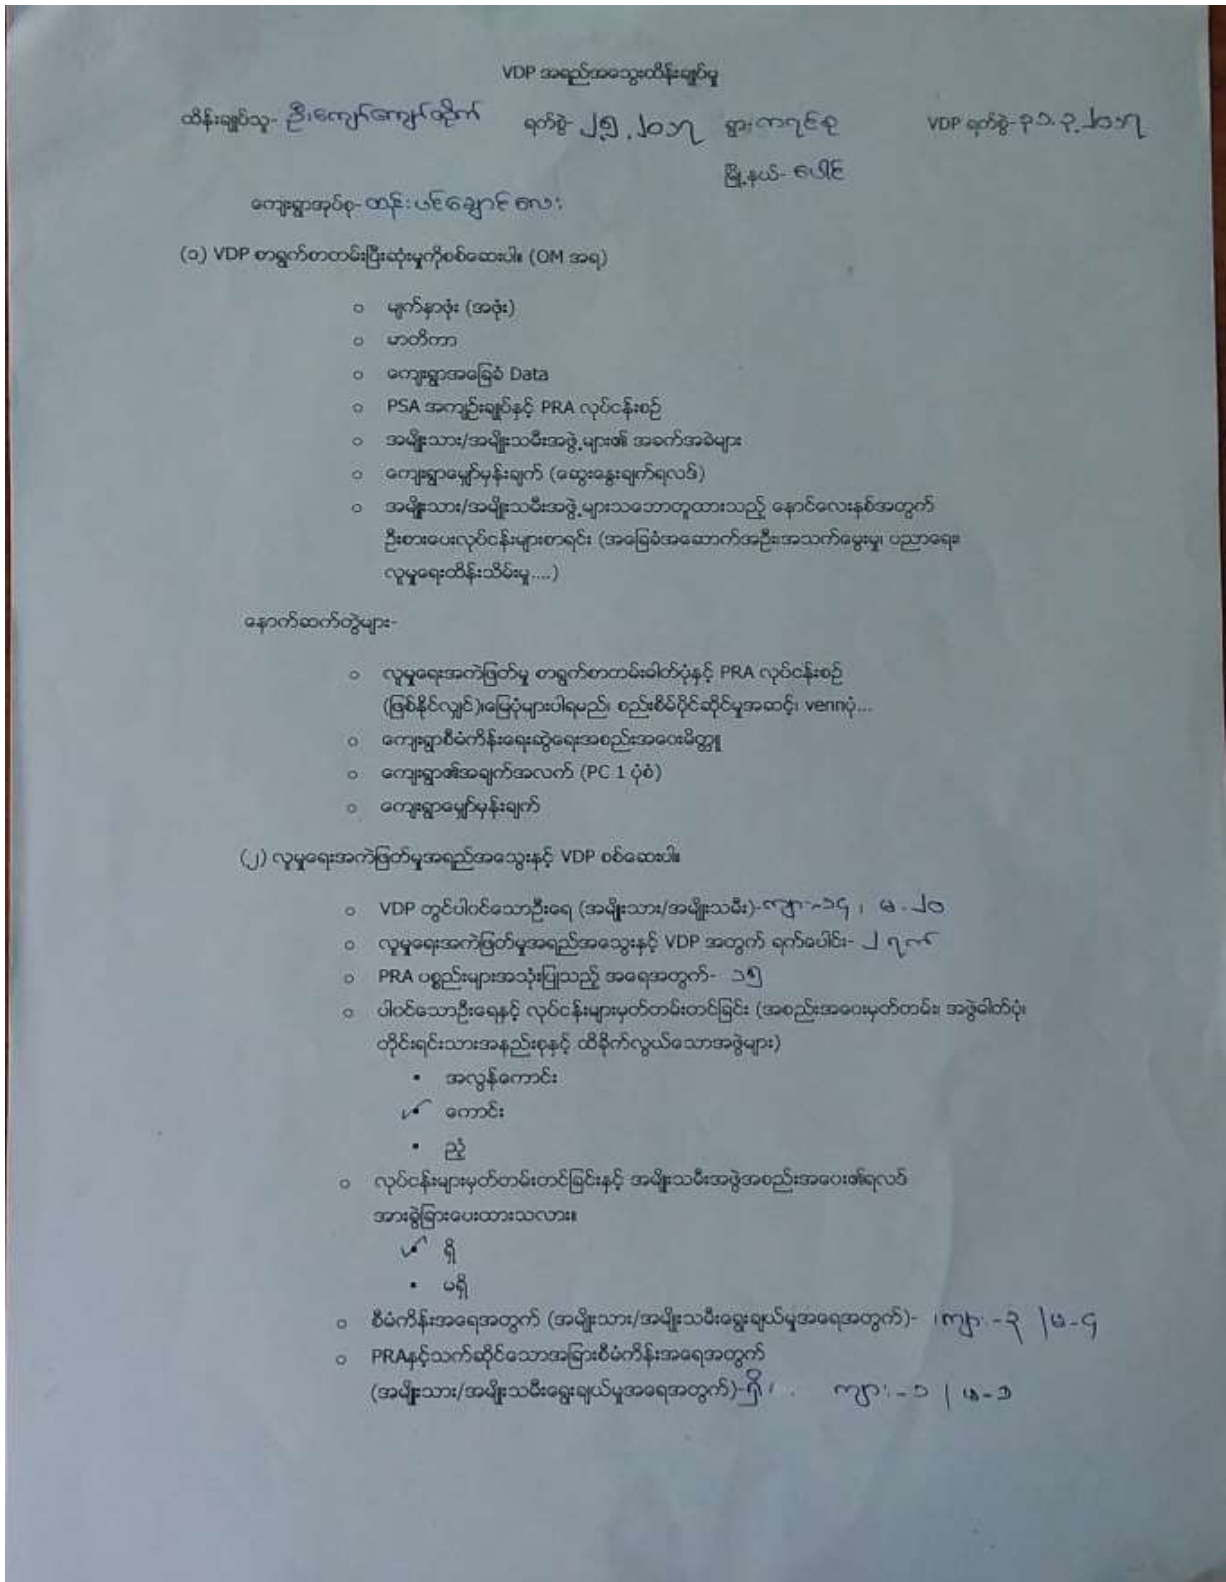 VDP အရည်အသွေးထိန်းချုပ်မှု
ထိန်းချုပ်သူ- ဦးကျော်ကျော်ထိုက် ရက်စွဲ- ၂.၅.၂၀၁၇ ရွာ- ကရင်စု VDP ရက်စွဲ- ၃၁.၃.၂၀၁၇
မြို့နယ်- ပေါင်
ကျေးရွာအုပ်စု- ထန်းပင်ချောင်လေး
(၁) VDP စာရွက်စာတမ်းပြီးဆုံးမှုကိုစစ်ဆေးပါ။ (OM အရ)
○ မျက်နှာဖုံး (အဖုံး)
○ မာတိကာ
○ ကျေးရွာအခြေခံ Data
○ PSA အကျဉ်းချုပ်နှင့် PRA လုပ်ငန်းစဉ်
○ အမျိုးသား/အမျိုးသမီးအဖွဲ့များ၏ အခက်အခဲများ
○ ကျေးရွာမျှော်မှန်းချက် (ဆွေးနွေးချက်ရလဒ်)
○ အမျိုးသား/အမျိုးသမီးအဖွဲ့များသဘောတူထားသည့် နောင်လေးနှစ်အတွက်
ဦးစားပေးလုပ်ငန်းများစာရင်း (အခြေခံအဆောက်အဦး၊အသက်မွေးမှု၊ ပညာရေး၊
လူမှုရေးထိန်းသိမ်းမှု....)
နောက်ဆက်တွဲများ-
○ လူမှုရေးအကဲဖြတ်မှု စာရွက်စာတမ်းဓါတ်ပုံနှင့် PRA လုပ်ငန်းစဉ်
(ဖြစ်နိုင်လျှင်)၊မြေပုံများပါရမည်၊ စည်းစိမ်ပိုင်ဆိုင်မှုအဆင့်၊ vennပုံ...
○ ကျေးရွာစီမံကိန်းရေးဆွဲရေးအစည်းအဝေးမိတ္တူ
○ ကျေးရွာ၏အချက်အလက် (PC 1 ပုံစံ)
○ ကျေးရွာမျှော်မှန်းချက်
(၂) လူမှုရေးအကဲဖြတ်မှုအရည်အသွေးနှင့် VDP စစ်ဆေးပါ။
○ VDP တွင်ပါဝင်သောဦးရေ (အမျိုးသား/အမျိုးသမီး)- ကျား-၁၄ ၊ မ-၂၀
○ လူမှုရေးအကဲဖြတ်မှုအရည်အသွေးနှင့် VDP အတွက် ရက်ပေါင်း- ၂ ရက်
○ PRA ပစ္စည်းများအသုံးပြုသည့် အရေအတွက်- ၁၅
○ ပါဝင်သောဦးရေနှင့် လုပ်ငန်းများမှတ်တမ်းတင်ခြင်း (အစည်းအဝေးမှတ်တမ်း၊ အဖွဲ့ဓါတ်ပုံ၊
တိုင်းရင်းသားအနည်းစုနှင့် ထိခိုက်လွယ်သောအဖွဲ့များ)
▪ အလွန်ကောင်း
✓ ကောင်း
▪ ညံ့
○ လုပ်ငန်းများမှတ်တမ်းတင်ခြင်းနှင့် အမျိုးသမီးအဖွဲ့အစည်းအဝေး၏ရလဒ်
အားခွဲခြားပေးထားသလား။
✓ ရှိ
▪ မရှိ
○ စီမံကိန်းအရေအတွက် (အမျိုးသား/အမျိုးသမီးရွေးချယ်မှုအရေအတွက်)- ကျား-၃ / မ-၄
○ PRAနှင့်သက်ဆိုင်သောအခြားစီမံကိန်းအရေအတွက်
(အမျိုးသား/အမျိုးသမီးရွေးချယ်မှုအရေအတွက်)-ရှိ၊ ကျား-၁ / မ-၁